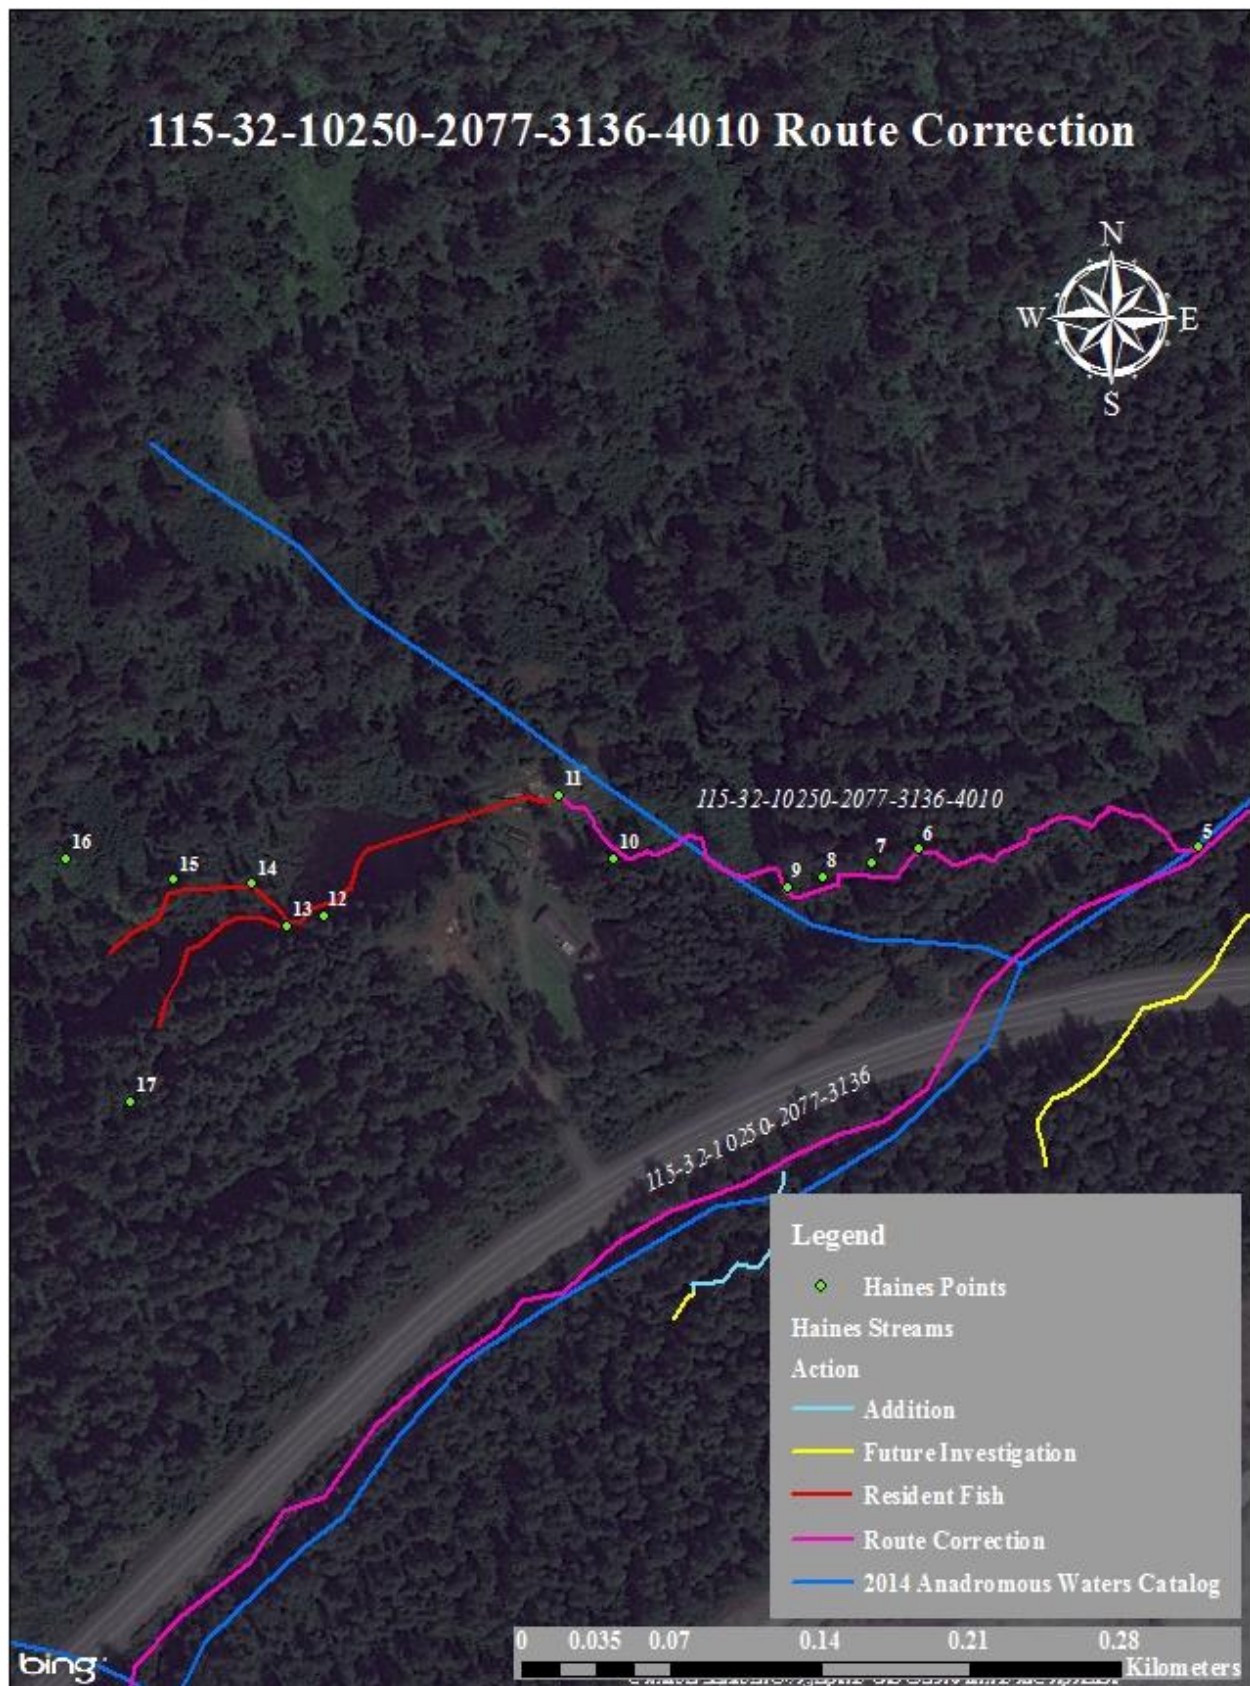 115-32-10250-2077-3136-4010 Route Correction
N
W E
S
11
115-32-10250-2077-3136-4010
5
6
7
8
9
10
16
15
14
13
12
17
115-32-10250-2077-3136
Legend
Haines Points
Haines Streams
Action
Addition
Future Investigation
Resident Fish
Route Correction
2014 Anadromous Waters Catalog
0 0.035 0.07 0.14 0.21 0.28
Kilometers
bing